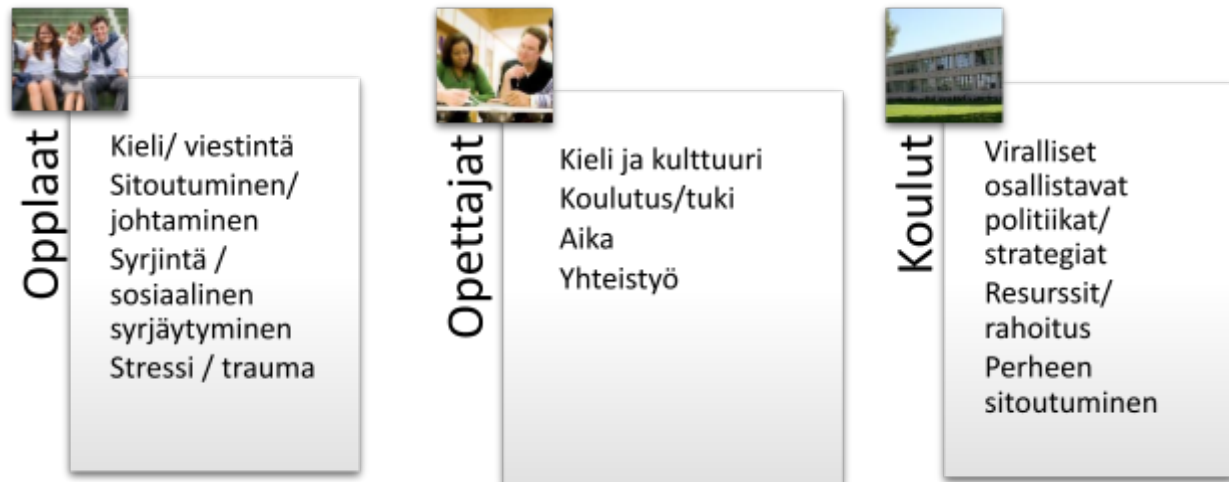 Opplaat
Kieli/ viestintä
Sitoutuminen/
johtaminen
Syrjintä /
sosiaalinen
syrjäytyminen
Stressi / trauma
Opettajat
Kieli ja kulttuuri
Koulutus/tuki
Aika
Yhteistyö
Koulut
Viralliset
osallistavat
politiikat/
strategiat
Resurssit/
rahoitus
Perheen
sitoutuminen